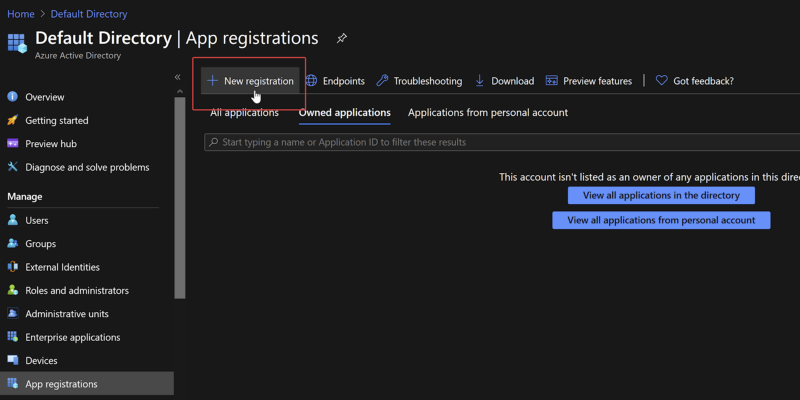 Home > Default Directory
Default Directory | App registrations
Azure Active Directory
«
New registration
Endpoints
Troubleshooting
Download
Preview features
Got feedback?
Overview
Getting started
Preview hub
Diagnose and solve problems
Manage
Users
Groups
External Identities
Roles and administrators
Administrative units
Enterprise applications
Devices
App registrations
All applications
Owned applications
Applications from personal account
Start typing a name or Application ID to filter these results
This account isn't listed as an owner of any applications in this dire
View all applications in the directory
View all applications from personal account